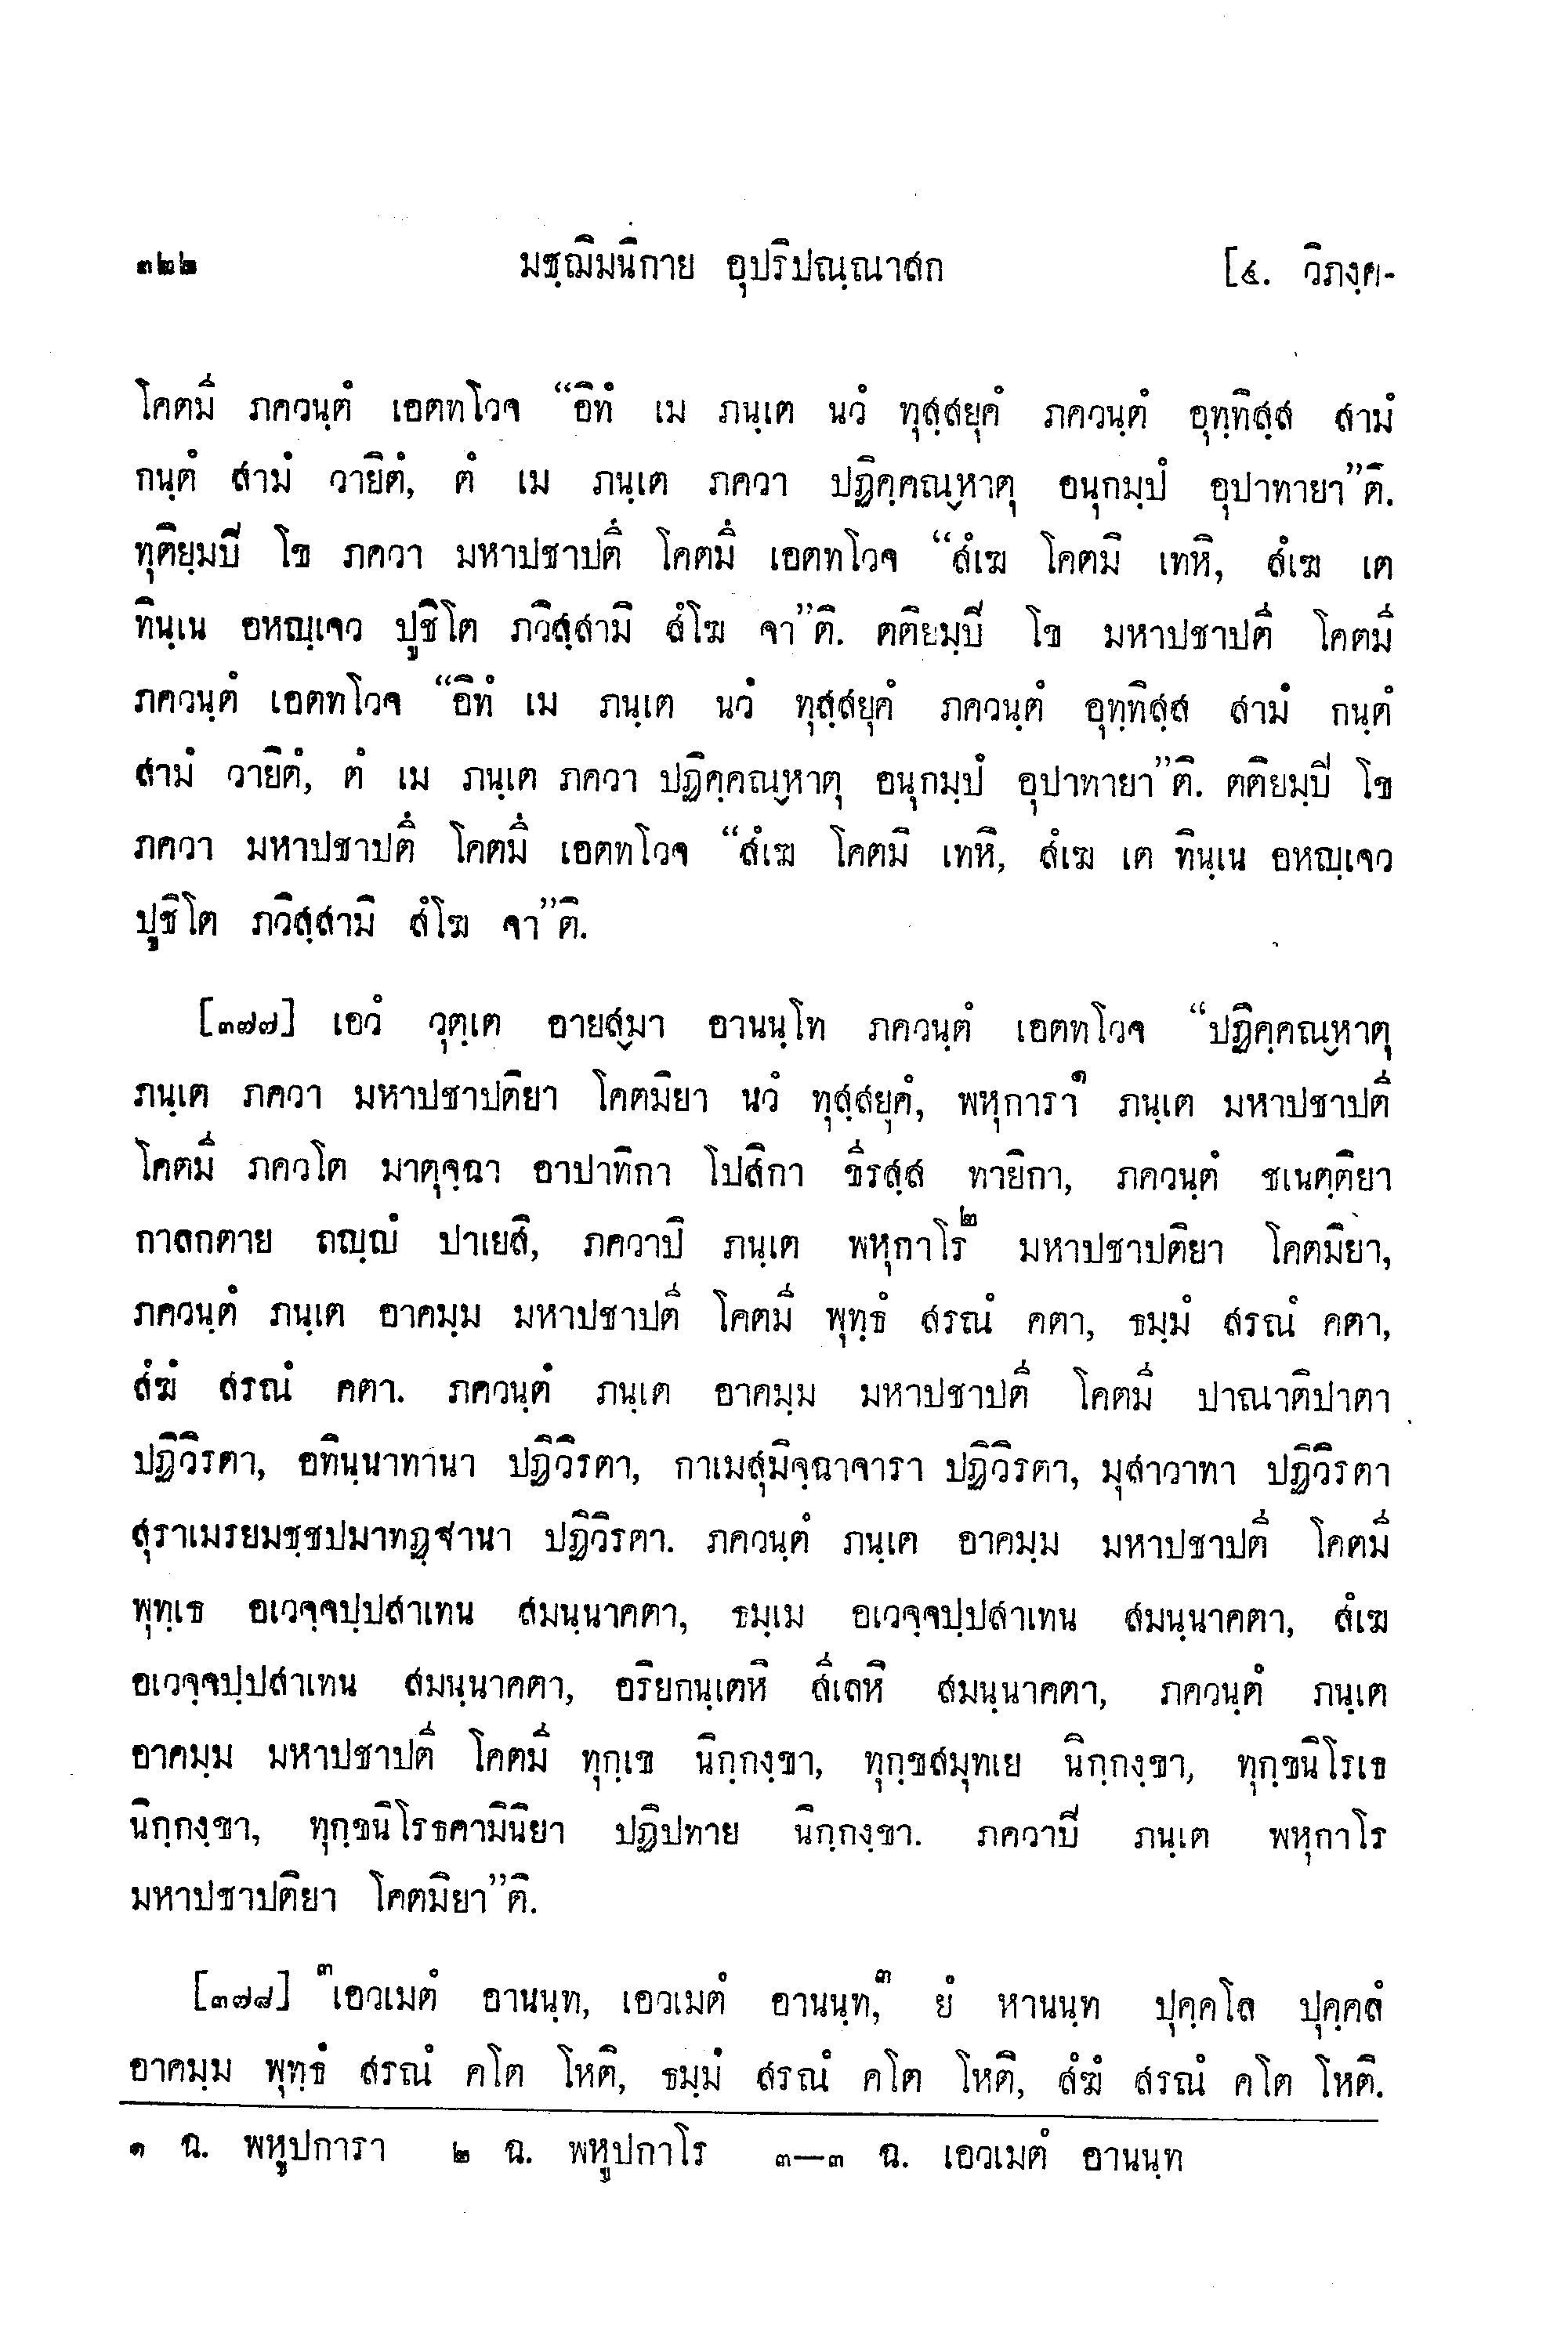 ๓๒๒ มชฺฌิมนิกาย อุปริปณฺณาสก [๔. วิภงฺค-
โคตมี ภควนฺตํ เอตทโวจ “อิทํ เม ภนฺเต นวํ ทุสฺสยุคํ ภควนฺตํ อุทฺทิสฺส สามํ
กนฺตํ สามํ วายิตํ, ตํ เม ภนฺเต ภควา ปฏิคฺคณฺหาตุ อนุกมฺปํ อุปาทายา”ติ.
ทุติยฺมปิ โข ภควา มหาปชาปตึ โคตมึ เอตทโวจ “สํเฆ โคตมิ เทหิ, สํเฆ เต
ทินฺเน อหญฺเจว ปูชิโต ภวิสฺสามิ สํโฆ จา”ติ. ตติยมฺปิ โข มหาปชาปตี โคตมี
ภควนฺตํ เอตทโวจ “อิทํ เม ภนฺเต นวํ ทุสฺสยุคํ ภควนฺตํ อุทฺทิสฺส สามํ กนฺตํ
สามํ วายิตํ, ตํ เม ภนฺเต ภควา ปฏิคฺคณฺหาตุ อนุกมฺปํ อุปาทายา”ติ. ตติยมฺปิ โข
ภควา มหาปชาปตึ โคตมึ เอตทโวจ “สํเฆ โคตมิ เทหิ, สํเฆ เต ทินฺเน อหญฺเจว
ปูชิโต ภวิสฺสามิ สํโฆ จา”ติ.
[๓๗๗] เอวํ วุตฺเต อายสฺมา อานนฺโท ภควนฺตํ เอตทโวจ “ปฏิคฺคณฺหาตุ
ภนฺเต ภควา มหาปชาปติยา โคตมิยา นวํ ทุสฺสยุคํ, พหุการา๑ ภนฺเต มหาปชาปตี
โคตมี ภควโต มาตุจฺฉา อาปาทิกา โปสิกา ขีรสฺส ทายิกา, ภควนฺตํ ชเนตฺติยา
กาลกตาย ถญฺญํ ปาเยสิ, ภควาปิ ภนฺเต พหุกาโร๒ มหาปชาปติยา โคตมิยา,
ภควนฺตํ ภนฺเต อาคมฺม มหาปชาปตี โคตมี พุทฺธํ สรณํ คตา, ธมฺมํ สรณํ คตา,
สํฆํ สรณํ คตา. ภควนฺตํ ภนฺเต อาคมฺม มหาปชาปตี โคตมี ปาณาติปาตา
ปฏิวิรตา, อทินฺนาทานา ปฏิวิรตา, กาเมสุมิจฺฉาจารา ปฏิวิรตา, มุสาวาทา ปฏิวิรตา
สุราเมรยมชฺชปมาทฏฺฐานา ปฏิวิรตา. ภควนฺตํ ภนฺเต อาคมฺม มหาปชาปตี โคตมี
พุทฺเธ อเวจฺจปฺปสาเทน สมนฺนาคตา, ธมฺเม อเวจฺจปฺปสาเทน สมนฺนาคตา, สํเฆ
อเวจฺจปฺปสาเทน สมนฺนาคตา, อริยกนฺเตหิ สีเลหิ สมนฺนาคตา, ภควนฺตํ ภนฺเต
อาคมฺม มหาปชาปตี โคตมี ทุกฺเข นิกฺกงฺขา, ทุกฺขสมุทเย นิกฺกงฺขา, ทุกฺขนิโรเธ
นิกฺกงฺขา, ทุกฺขนิโรธคามินิยา ปฏิปทาย นิกฺกงฺขา. ภควาปิ ภนฺเต พหุกาโร
มหาปชาปติยา โคตมิยา”ติ.
[๓๗๘] ๓เอวเมตํ อานนฺท, เอวเมตํ อานนฺท,๓ ยํ หานนฺท ปุคฺคโล ปุคฺคลํ
อาคมฺม พุทฺธํ สรณํ คโต โหติ, ธมฺมํ สรณํ คโต โหติ, สํฆํ สรณํ คโต โหติ.
๑ ฉ. พหูปการา ๒ ฉ. พหูปกาโร ๓—๓ ฉ. เอวเมตํ อานนฺท